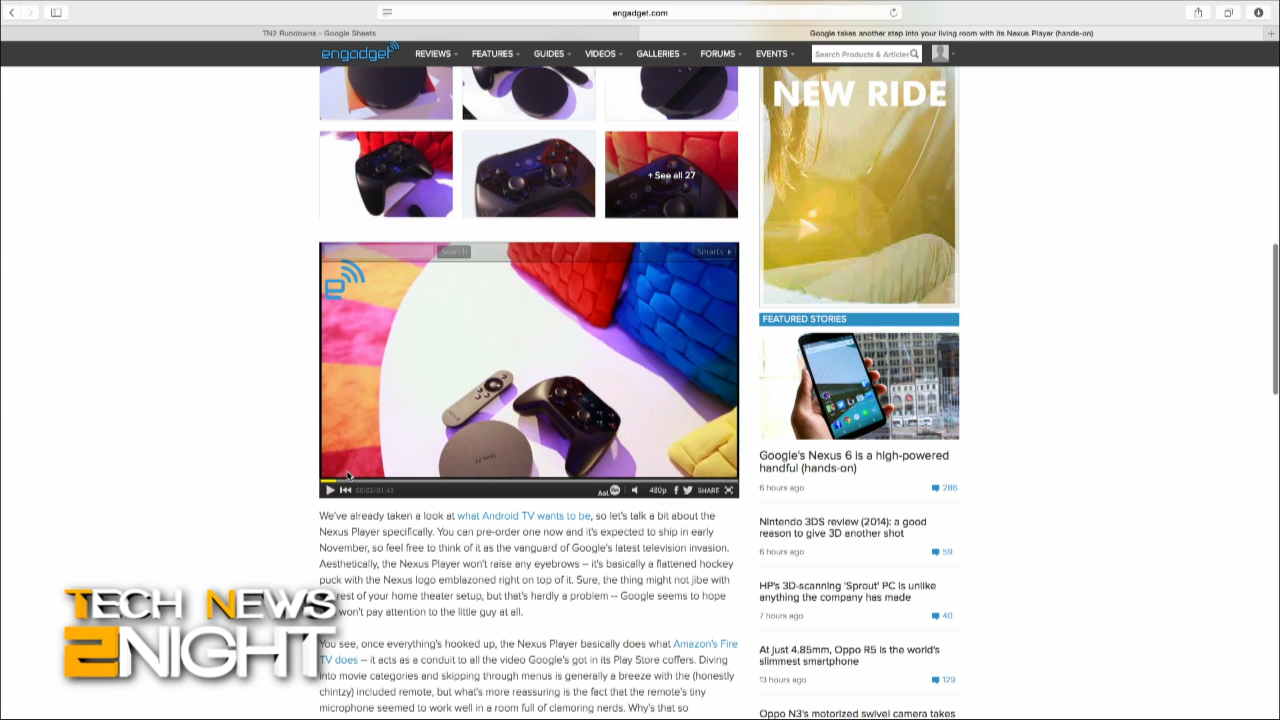 engadget.com
TN2 Rundowns - Google Sheets
Google takes another step into your living room with its Nexus Player (hands-on)
engadget
REVIEWS
FEATURES
GUIDES
VIDEOS
GALLERIES
FORUMS
EVENTS
Search Products & Articles
NEW RIDE
+ See all 27
Search
Smarts
e
00:03/01:43
Aol On
480p
SHARE
We've already taken a look at what Android TV wants to be, so let's talk a bit about the
Nexus Player specifically. You can pre-order one now and it's expected to ship in early
November, so feel free to think of it as the vanguard of Google's latest television invasion.
Aesthetically, the Nexus Player won't raise any eyebrows -- it's basically a flattened hockey
puck with the Nexus logo emblazoned right on top of it. Sure, the thing might not jibe with
rest of your home theater setup, but that's hardly a problem -- Google seems to hope
won't pay attention to the little guy at all.
You see, once everything's hooked up, the Nexus Player basically does what Amazon's Fire
TV does -- it acts as a conduit to all the video Google's got in its Play Store coffers. Diving
into movie categories and skipping through menus is generally a breeze with the (honestly
chintzy) included remote, but what's more reassuring is the fact that the remote's tiny
microphone seemed to work well in a room full of clamoring nerds. Why's that so
FEATURED STORIES
Google's Nexus 6 is a high-powered
handful (hands-on)
6 hours ago
286
Nintendo 3DS review (2014): a good
reason to give 3D another shot
6 hours ago
59
HP's 3D-scanning 'Sprout' PC is unlike
anything the company has made
7 hours ago
40
At just 4.85mm, Oppo R5 is the world's
slimmest smartphone
13 hours ago
129
Oppo N3's motorized swivel camera takes
TECH NEWS
2NIGHT